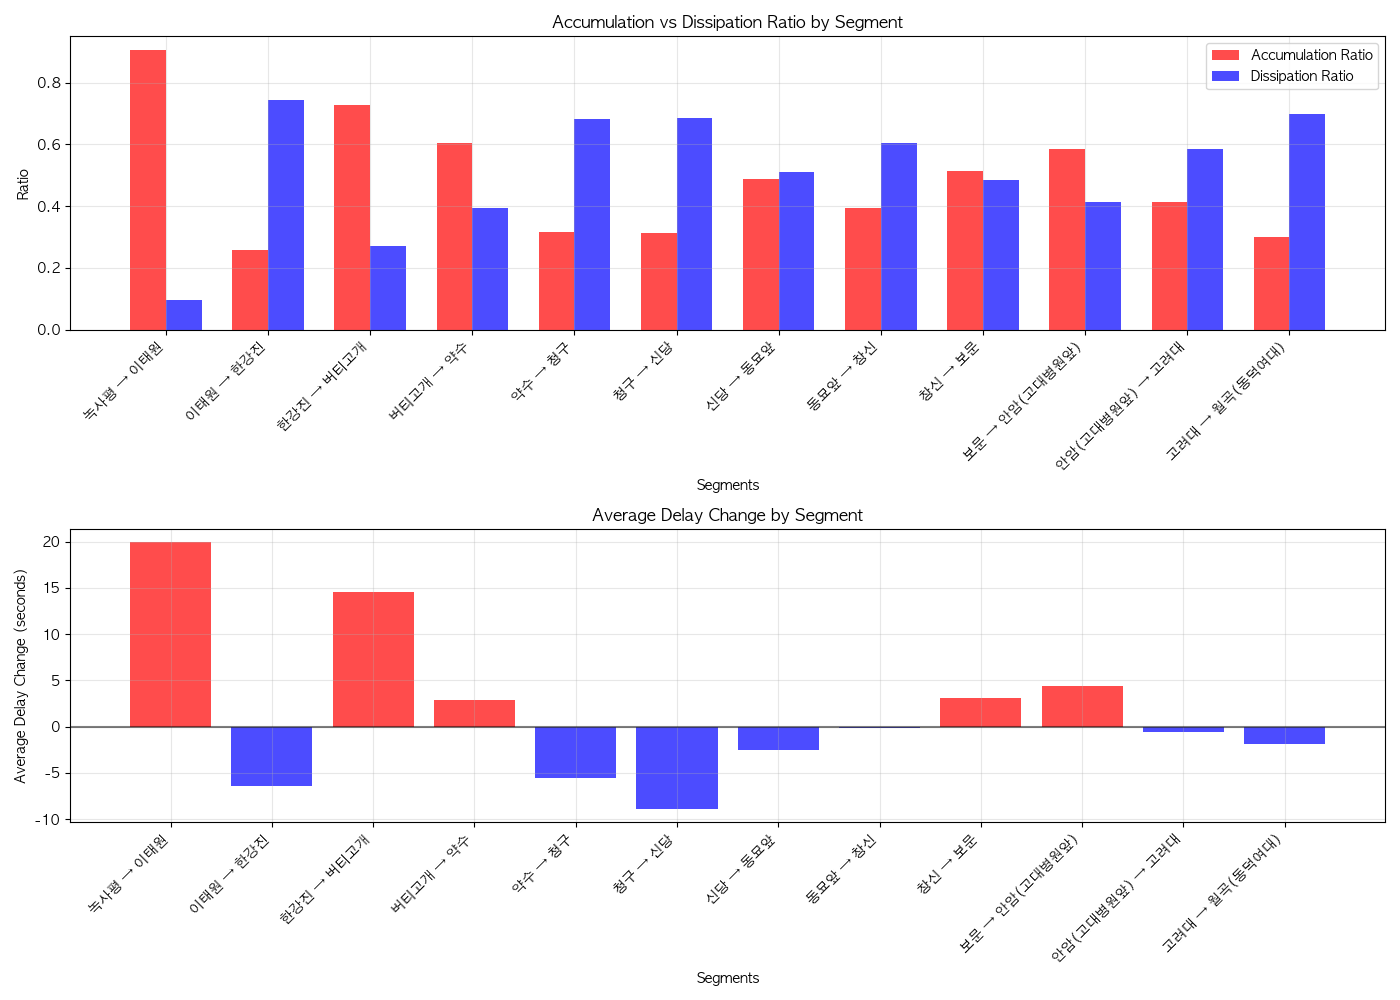 Accumulation vs Dissipation Ratio by Segment
Ratio
0.8
0.6
0.4
0.2
0.0
Accumulation Ratio
Dissipation Ratio
녹사평 → 이태원
이태원 → 한강진
한강진 → 버티고개
버티고개 → 약수
약수 → 청구
청구 → 신당
신당 → 동묘앞
동묘앞 → 창신
창신 → 보문
보문 → 안암(고대병원앞)
안암(고대병원앞) → 고려대
고려대 → 월곡(동덕여대)
Segments
Average Delay Change by Segment
Average Delay Change (seconds)
20
15
10
5
0
-5
-10
녹사평 → 이태원
이태원 → 한강진
한강진 → 버티고개
버티고개 → 약수
약수 → 청구
청구 → 신당
신당 → 동묘앞
동묘앞 → 창신
창신 → 보문
보문 → 안암(고대병원앞)
안암(고대병원앞) → 고려대
고려대 → 월곡(동덕여대)
Segments